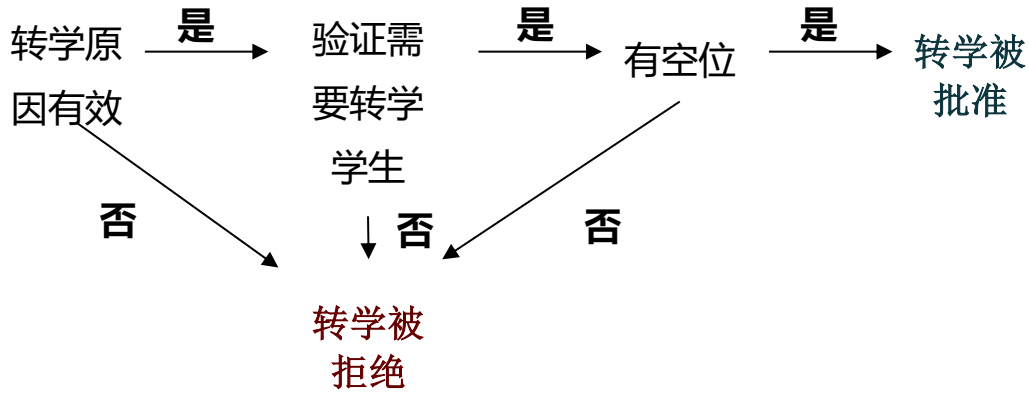 转学原
因有效
是
验证需
要转学
学生
是
有空位
是
转学被
批准
否
否
否
转学被
拒绝